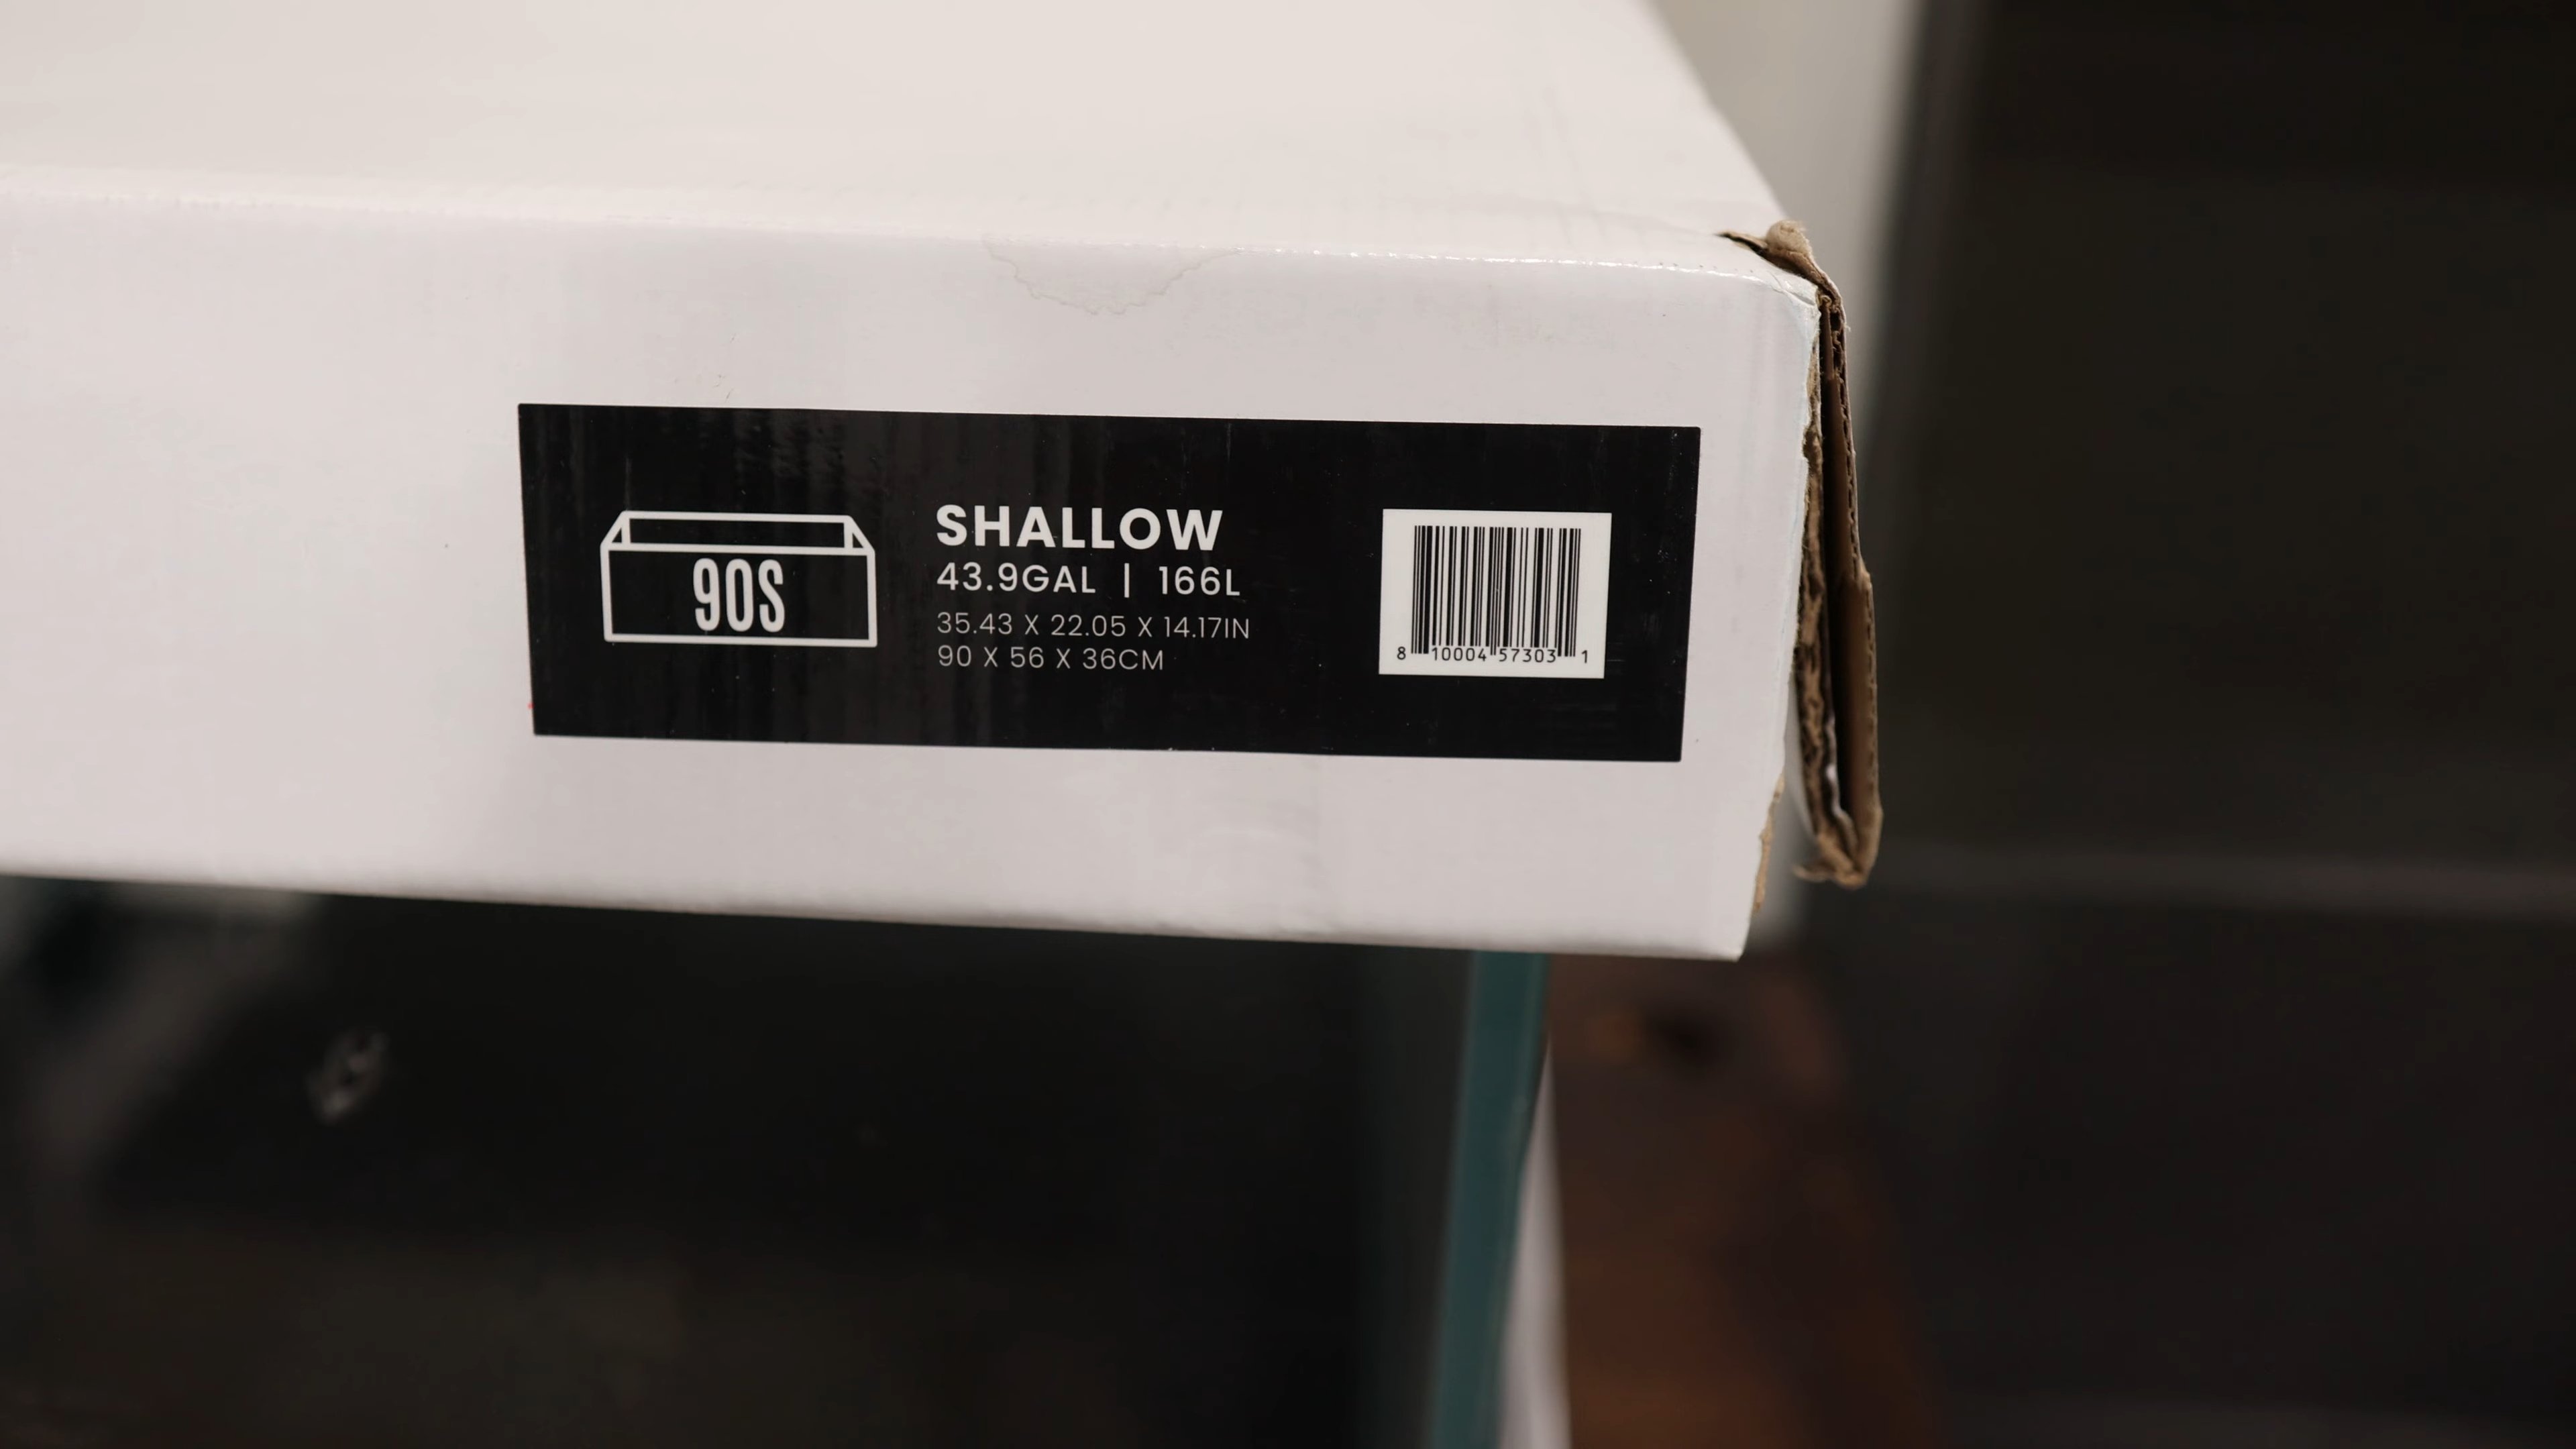 90S
SHALLOW
43.9GAL | 166L
35.43 X 22.05 X 14.17IN
90 X 56 X 36CM
8 10004 57303 1